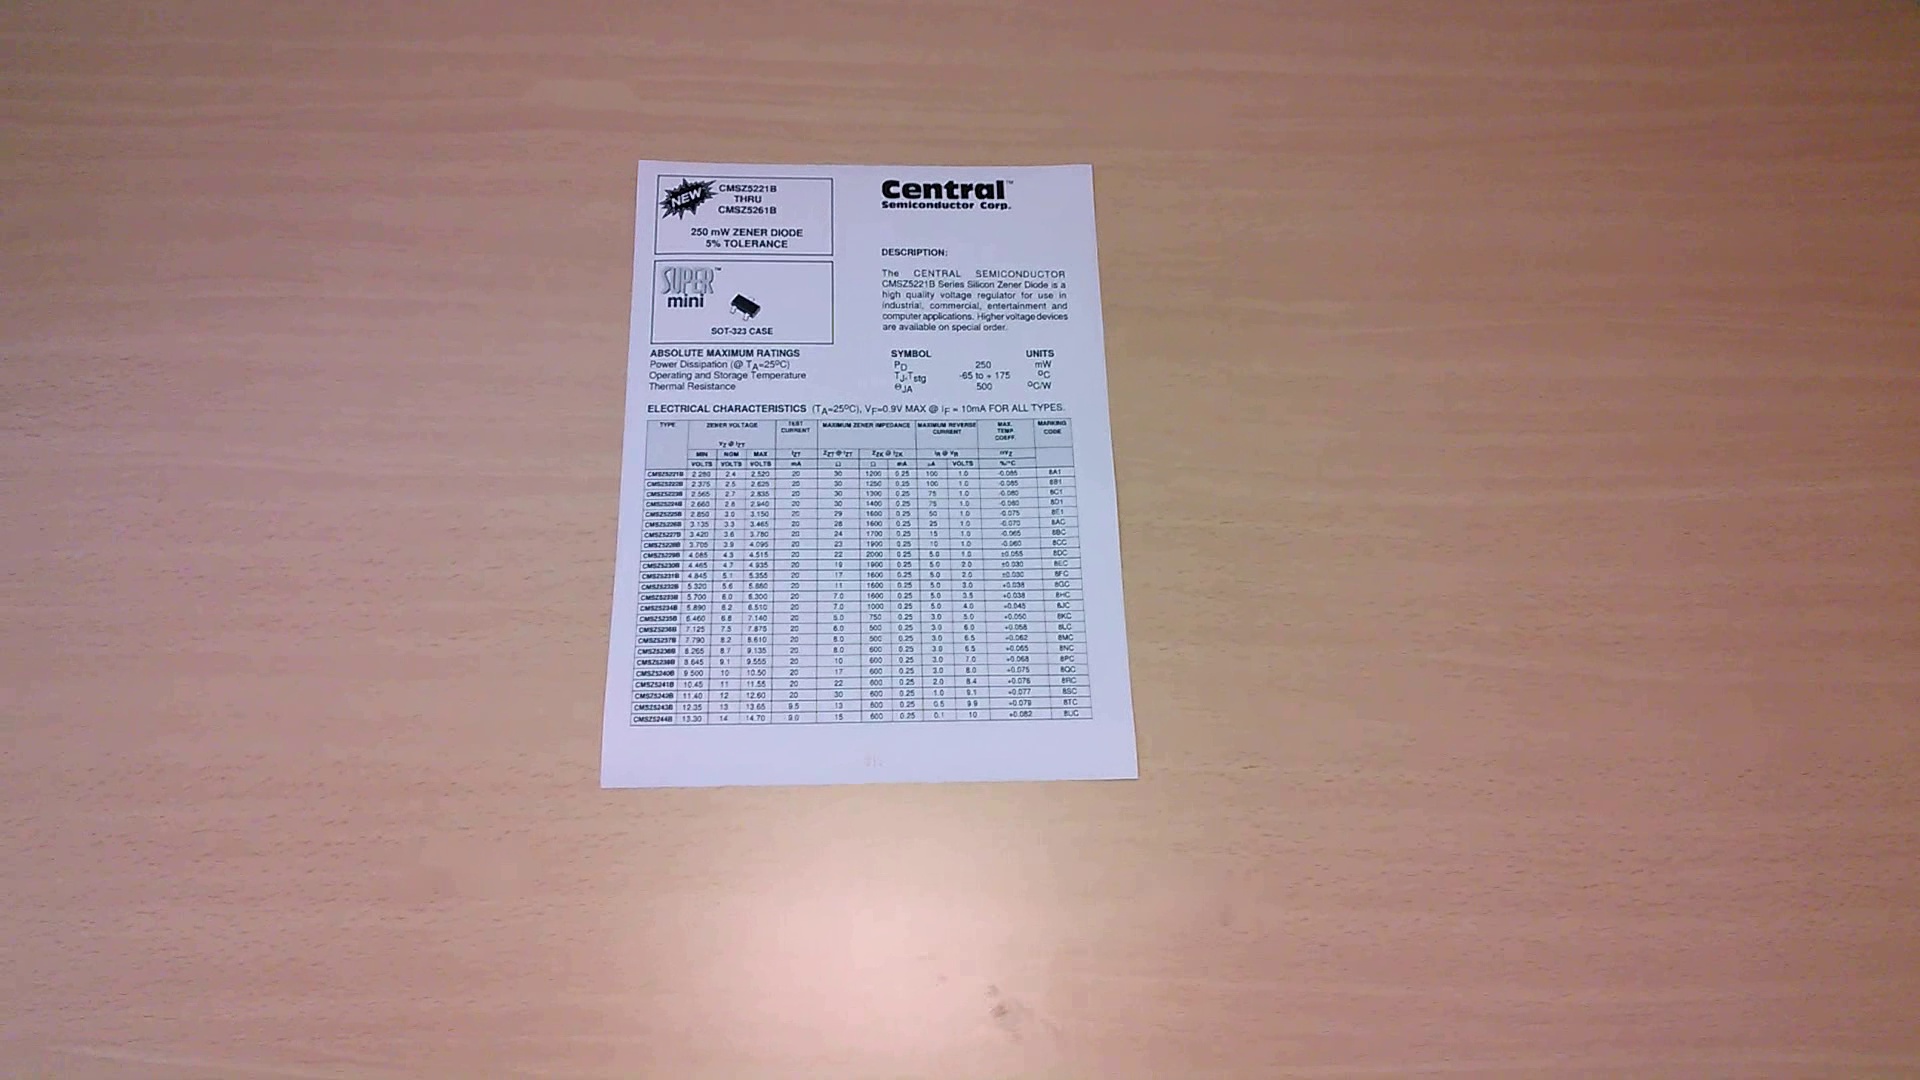 NEW
CMSZ5221B
THRU
CMSZ5261B
250 mW ZENER DIODE
5% TOLERANCE
SUPER™
mini
SOT-323 CASE
Central™
Semiconductor Corp.
DESCRIPTION:
The CENTRAL SEMICONDUCTOR
CMSZ5221B Series Silicon Zener Diode is a
high quality voltage regulator for use in
industrial, commercial, entertainment and
computer applications. Higher voltage devices
are available on special order.
ABSOLUTE MAXIMUM RATINGS SYMBOL UNITS
Power Dissipation (@ TA=25ºC) PD 250 mW
Operating and Storage Temperature TJ,Tstg -65 to + 175 ºC
Thermal Resistance ΘJA 500 ºC/W
ELECTRICAL CHARACTERISTICS (TA=25ºC), VF=0.9V MAX @ IF = 10mA FOR ALL TYPES.
TYPE ZENER VOLTAGE TEST CURRENT MAXIMUM ZENER IMPEDANCE MAXIMUM REVERSE CURRENT MAX. TEMP. COEFF. MARKING CODE
VZ @ IZT
MIN NOM MAX IZT ZZT @ IZT ZZK @ IZK IR @ VR αVZ
VOLTS VOLTS VOLTS mA Ω Ω mA µA VOLTS %/ºC
CMSZ5221B 2.280 2.4 2.520 20 30 1200 0.25 100 1.0 -0.085 8A1
CMSZ5222B 2.375 2.5 2.625 20 30 1250 0.25 100 1.0 -0.085 8B1
CMSZ5223B 2.565 2.7 2.835 20 30 1300 0.25 75 1.0 -0.080 8C1
CMSZ5224B 2.660 2.8 2.940 20 30 1400 0.25 75 1.0 -0.080 8D1
CMSZ5225B 2.850 3.0 3.150 20 29 1600 0.25 50 1.0 -0.075 8E1
CMSZ5226B 3.135 3.3 3.465 20 28 1600 0.25 25 1.0 -0.070 8AC
CMSZ5227B 3.420 3.6 3.780 20 24 1700 0.25 15 1.0 -0.065 8BC
CMSZ5228B 3.705 3.9 4.095 20 23 1900 0.25 10 1.0 -0.060 8CC
CMSZ5229B 4.085 4.3 4.515 20 22 2000 0.25 5.0 1.0 ±0.055 8DC
CMSZ5230B 4.465 4.7 4.935 20 19 1900 0.25 5.0 2.0 ±0.030 8EC
CMSZ5231B 4.845 5.1 5.355 20 17 1600 0.25 5.0 2.0 ±0.030 8FC
CMSZ5232B 5.320 5.6 5.880 20 11 1600 0.25 5.0 3.0 +0.038 8GC
CMSZ5233B 5.700 6.0 6.300 20 7.0 1600 0.25 5.0 3.5 +0.038 8HC
CMSZ5234B 5.890 6.2 6.510 20 7.0 1000 0.25 5.0 4.0 +0.045 8JC
CMSZ5235B 6.460 6.8 7.140 20 5.0 750 0.25 3.0 5.0 +0.050 8KC
CMSZ5236B 7.125 7.5 7.875 20 6.0 500 0.25 3.0 6.0 +0.058 8LC
CMSZ5237B 7.790 8.2 8.610 20 8.0 500 0.25 3.0 6.5 +0.062 8MC
CMSZ5238B 8.265 8.7 9.135 20 8.0 600 0.25 3.0 6.5 +0.065 8NC
CMSZ5239B 8.645 9.1 9.555 20 10 600 0.25 3.0 7.0 +0.068 8PC
CMSZ5240B 9.500 10 10.50 20 17 600 0.25 3.0 8.0 +0.075 8QC
CMSZ5241B 10.45 11 11.55 20 22 600 0.25 2.0 8.4 +0.076 8RC
CMSZ5242B 11.40 12 12.60 20 30 600 0.25 1.0 9.1 +0.077 8SC
CMSZ5243B 12.35 13 13.65 9.5 13 600 0.25 0.5 9.9 +0.079 8TC
CMSZ5244B 13.30 14 14.70 9.0 15 600 0.25 0.1 10 +0.082 8UC